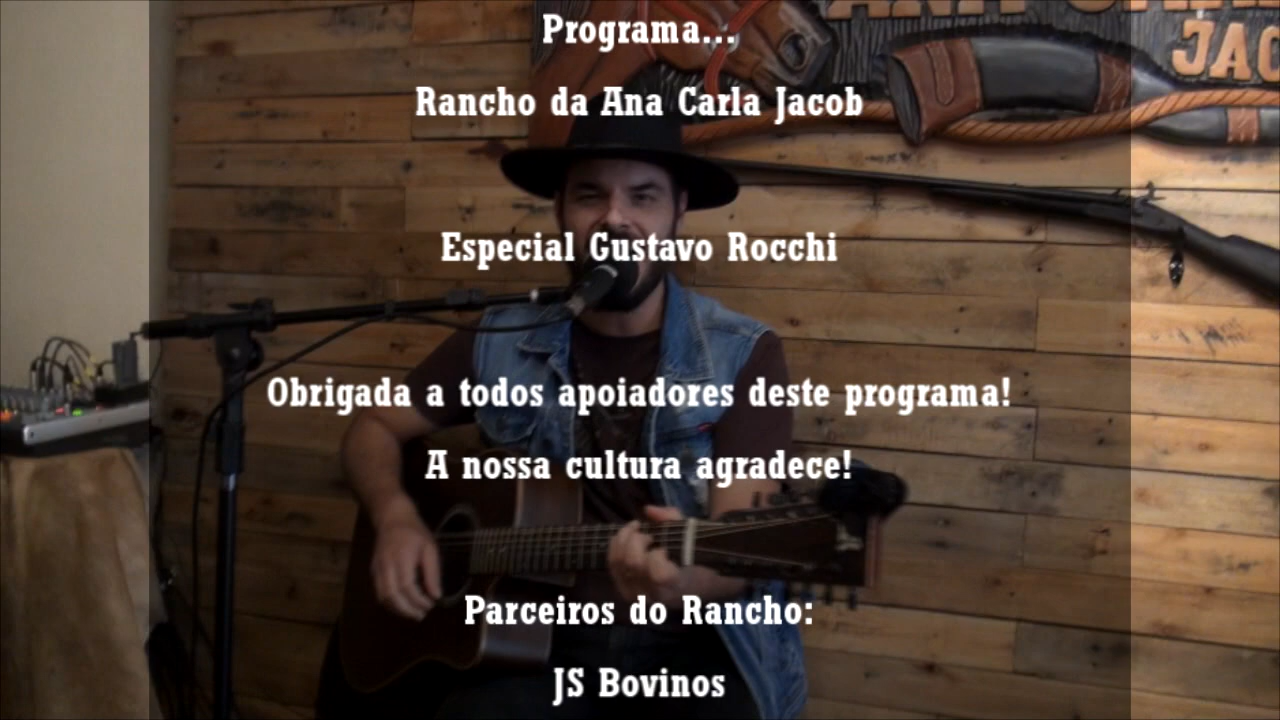 Programa...
Rancho da Ana Carla Jacob
JAC
Especial Gustavo Rocchi
Obrigada a todos apoiadores deste programa!
A nossa cultura agradece!
Parceiros do Rancho:
JS Bovinos